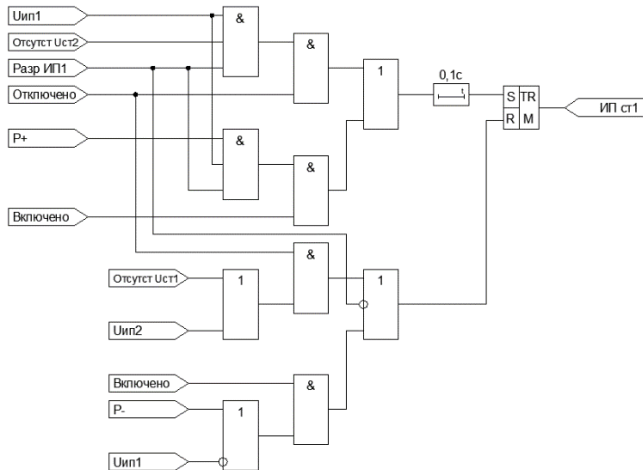 Uип1
&
Отсутст Uст2
&
Разр ИП1
1
0,1с
t
Отключено
S TR
ИП ст1
R M
P+
&
&
Включено
&
Отсутст Uст1
1
1
Uип2
Включено
&
P-
1
Uип1